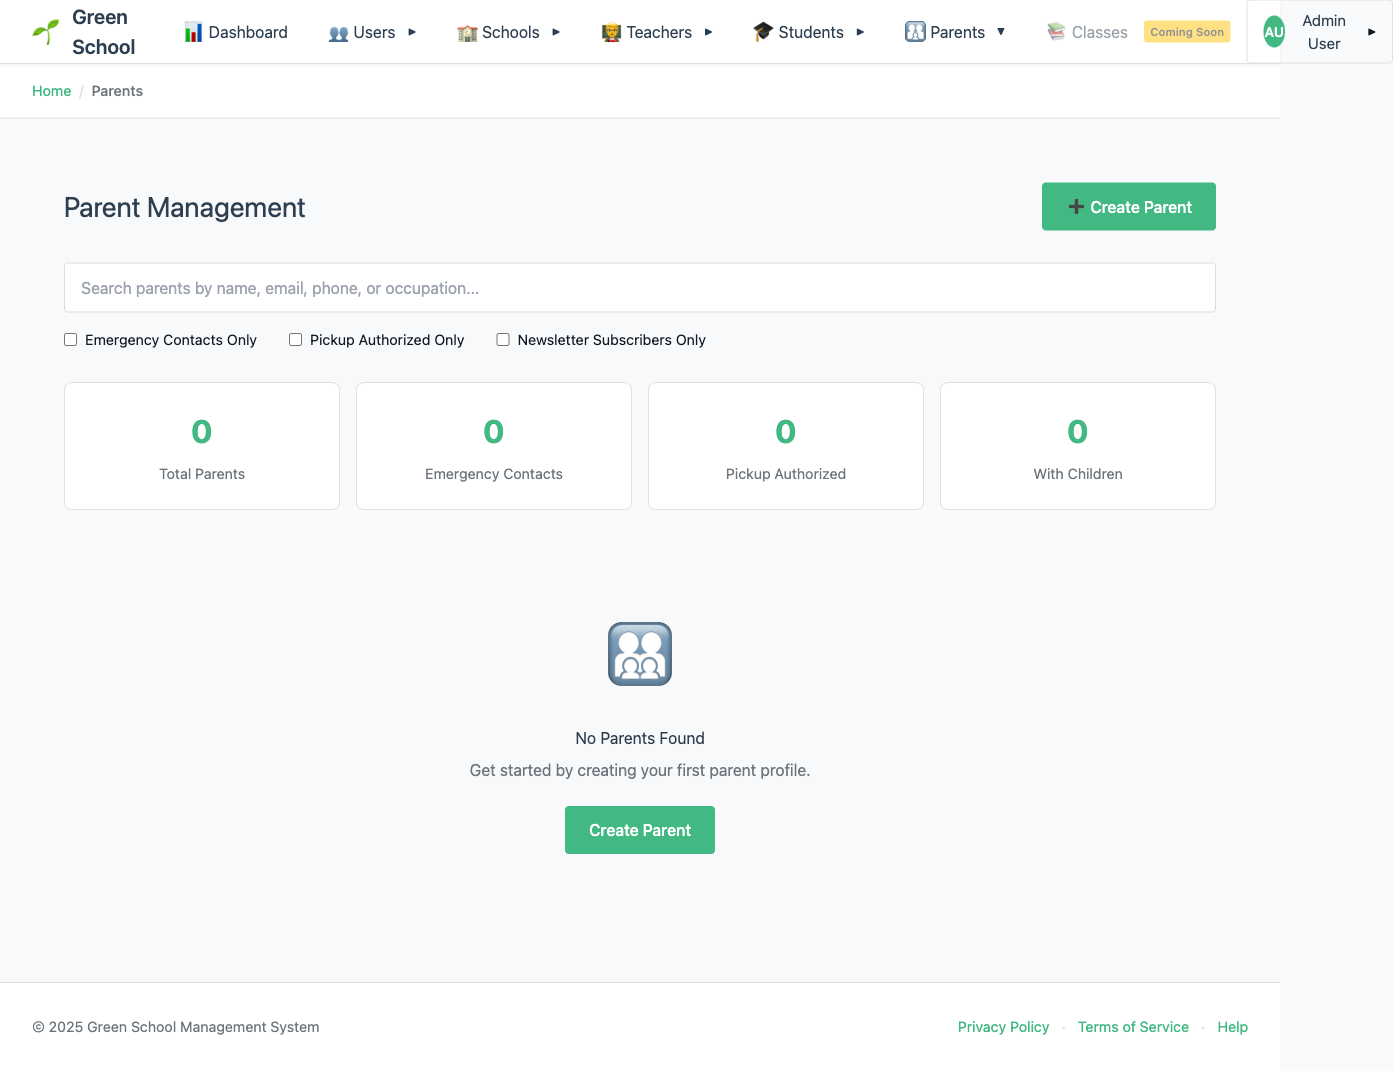 Green
School
Dashboard
Users
Schools
Teachers
Students
Parents
Classes
Coming Soon
AU
Admin
User
Home / Parents
Parent Management
Create Parent
Search parents by name, email, phone, or occupation...
Emergency Contacts Only
Pickup Authorized Only
Newsletter Subscribers Only
0
Total Parents
0
Emergency Contacts
0
Pickup Authorized
0
With Children
No Parents Found
Get started by creating your first parent profile.
Create Parent
© 2025 Green School Management System
Privacy Policy · Terms of Service · Help